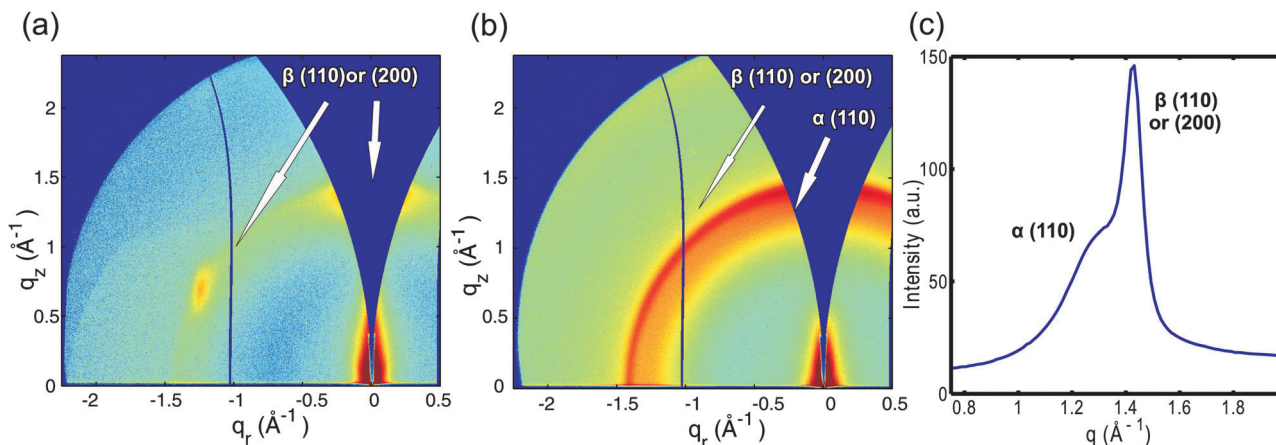 (a)
β (110)or (200)
2
1.5
1
0.5
0
q_z (Å⁻¹)
-2
-1.5
-1
-0.5
0
0.5
q_r (Å⁻¹)
(b)
β (110) or (200)
α (110)
2
1.5
1
0.5
0
q_z (Å⁻¹)
-2
-1.5
-1
-0.5
0
0.5
q_r (Å⁻¹)
(c)
150
100
50
0
Intensity (a.u.)
β (110)
or (200)
α (110)
0.8
1
1.2
1.4
1.6
1.8
q (Å⁻¹)